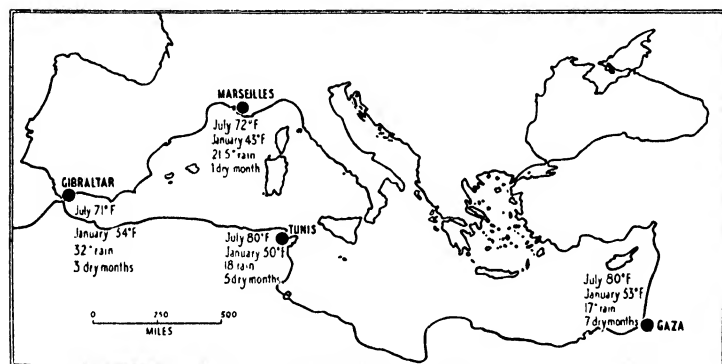 MARSEILLES
July 72°F
January 43°F
21 5" rain
1 dry month
GIBRALTAR
July 71°F
January 54°F
32" rain
3 dry months
TUNIS
July 80°F
January 50°F
18 rain
5 dry months
July 80°F
January 53°F
17" rain
7 dry months
GAZA
0 500
MILES